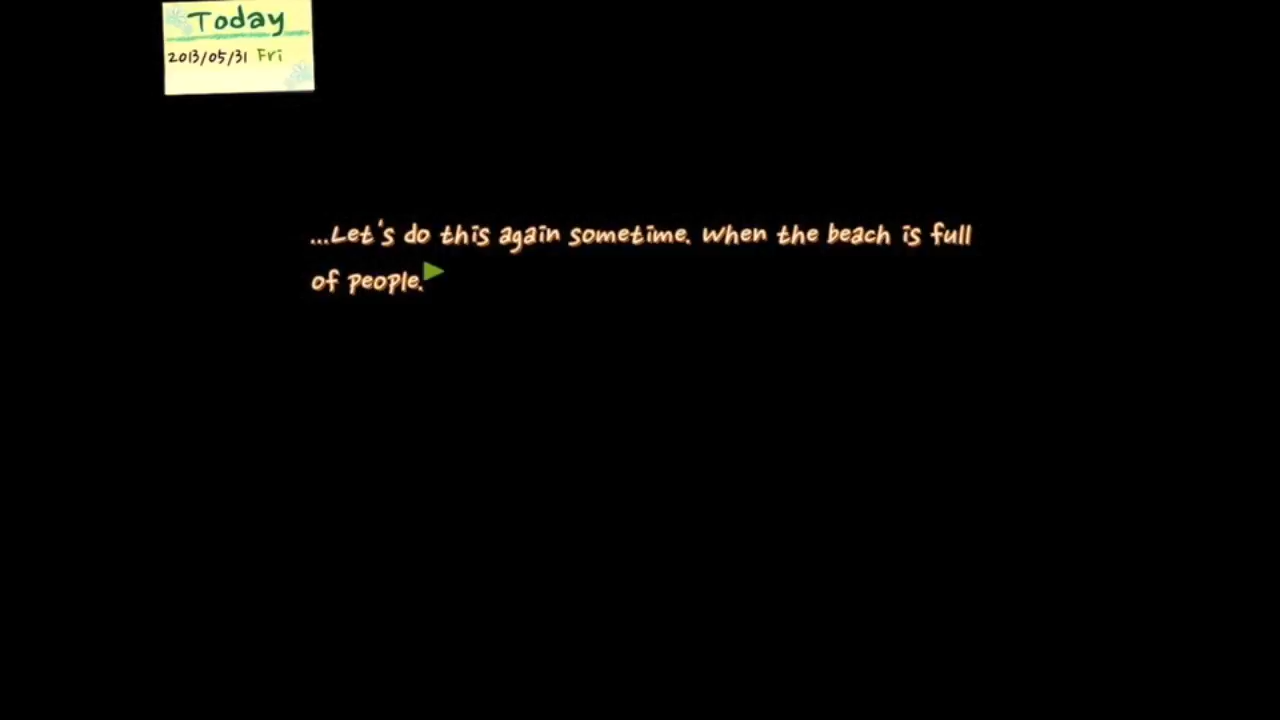 Today
2013/05/31 Fri
...Let's do this again sometime. When the beach is full
of people.